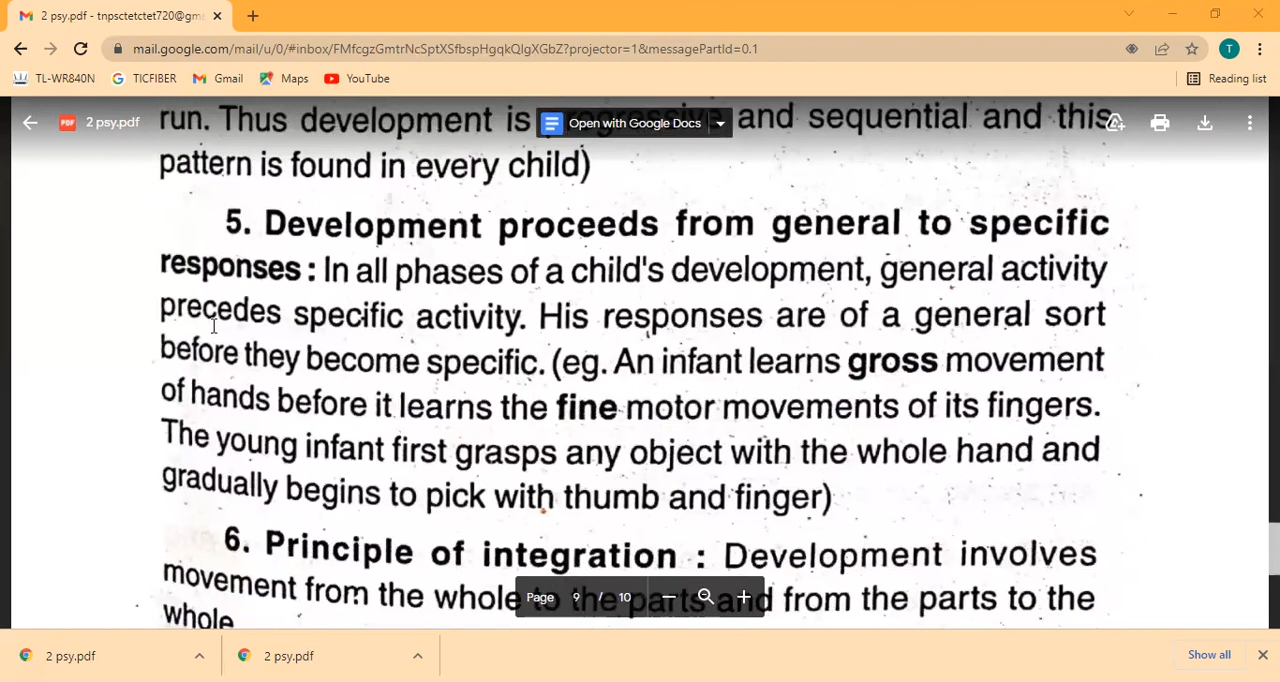 2 psy.pdf - tnpsctetctet720@gma
mail.google.com/mail/u/0/#inbox/FMfcgzGmtrNcSptXSfbspHgqkQlgXGbZ?projector=1&messagePartId=0.1
T
TL-WR840N
TICFIBER
Gmail
Maps
YouTube
Reading list
PDF
2 psy.pdf
Open with Google Docs
run. Thus development is progressive and sequential and this
pattern is found in every child)
5. Development proceeds from general to specific
responses : In all phases of a child's development, general activity
precedes specific activity. His responses are of a general sort
before they become specific. (eg. An infant learns gross movement
of hands before it learns the fine motor movements of its fingers.
The young infant first grasps any object with the whole hand and
gradually begins to pick with thumb and finger)
6. Principle of integration : Development involves
movement from the whole to the parts and from the parts to the
whole
Page 9 / 10
2 psy.pdf
2 psy.pdf
Show all